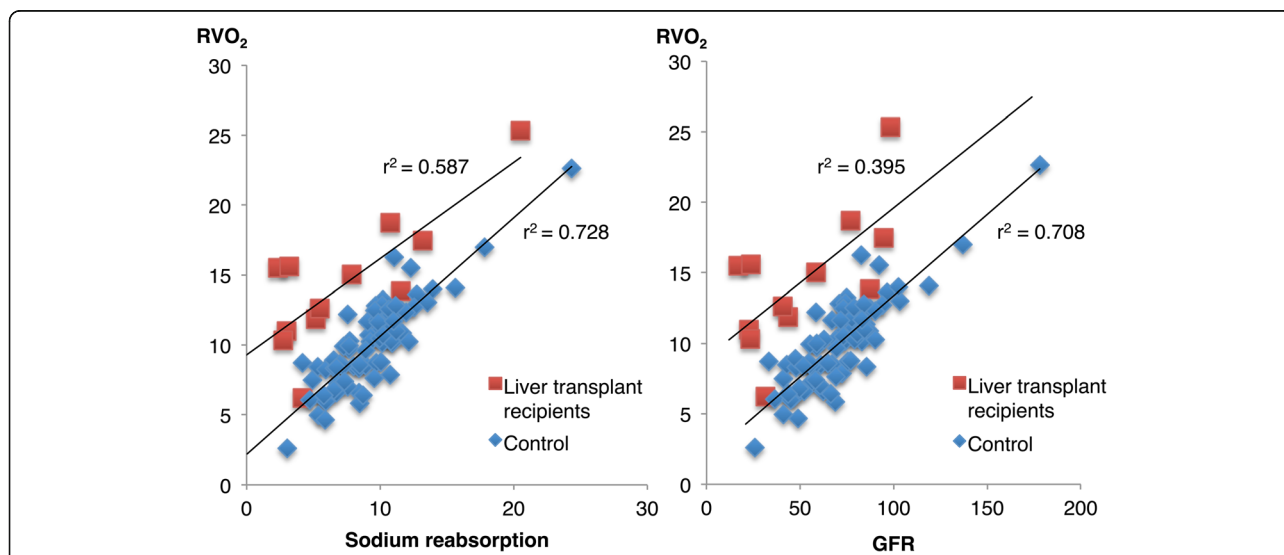 RVO₂
30
25
20
15
10
5
0
r² = 0.587
r² = 0.728
Liver transplant
recipients
Control
0 10 20 30
Sodium reabsorption
RVO₂
30
25
20
15
10
5
0
r² = 0.395
r² = 0.708
Liver transplant
recipients
Control
0 50 100 150 200
GFR